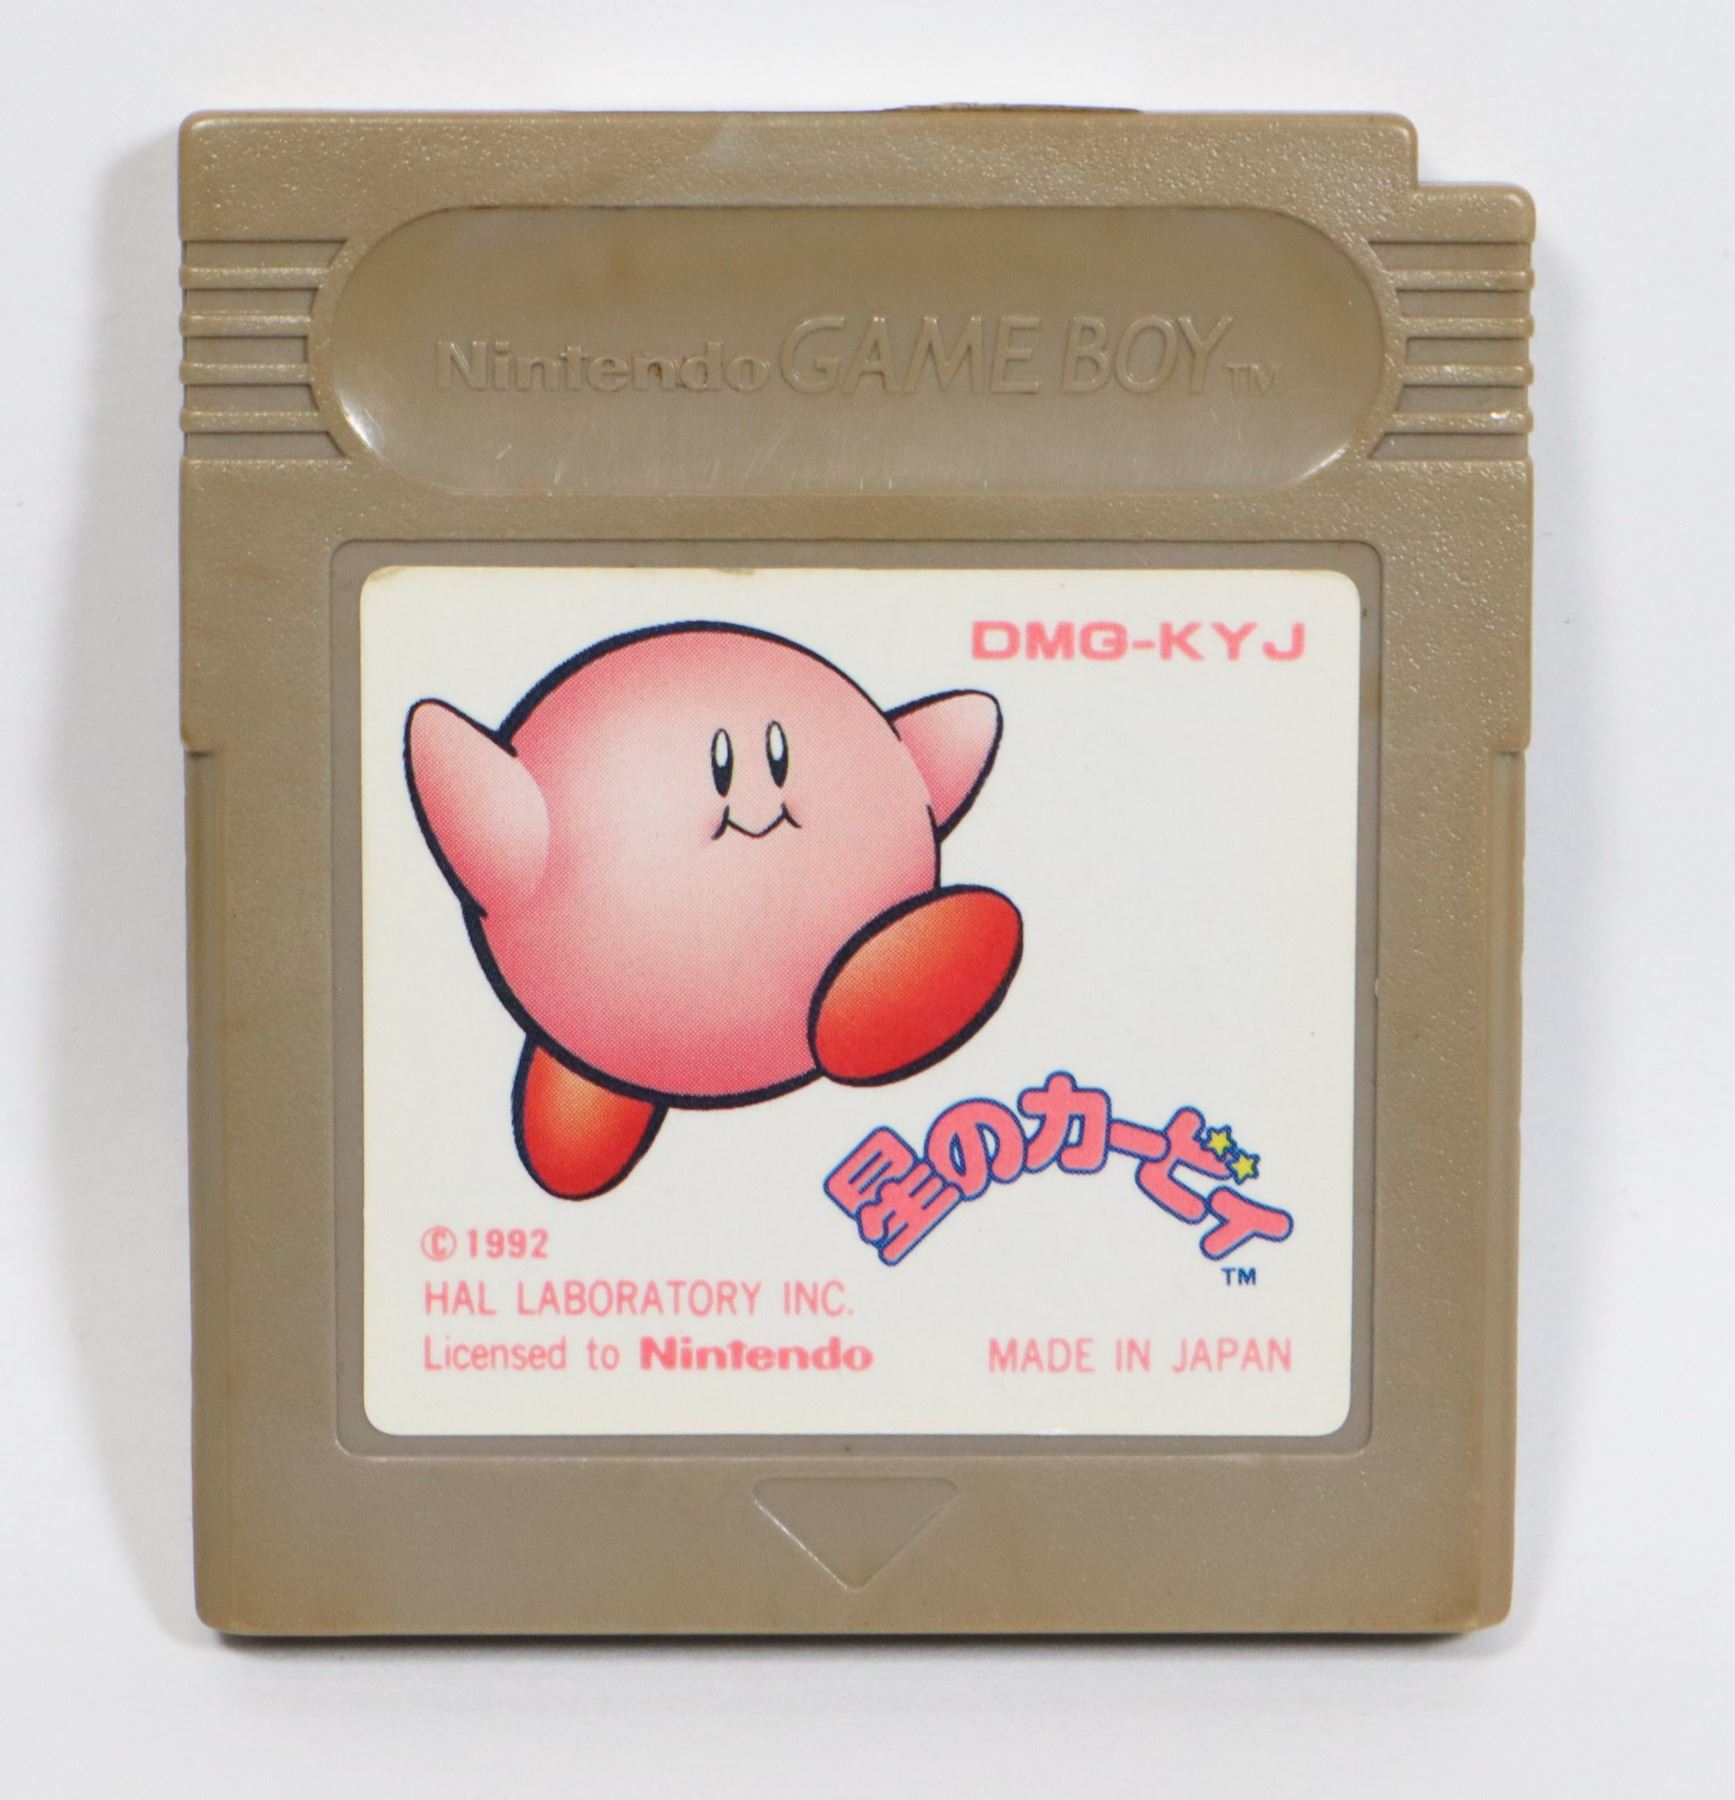 Nintendo GAME BOY TM
DMG-KYJ
星のカービィ
TM
© 1992
HAL LABORATORY INC.
Licensed to Nintendo
MADE IN JAPAN